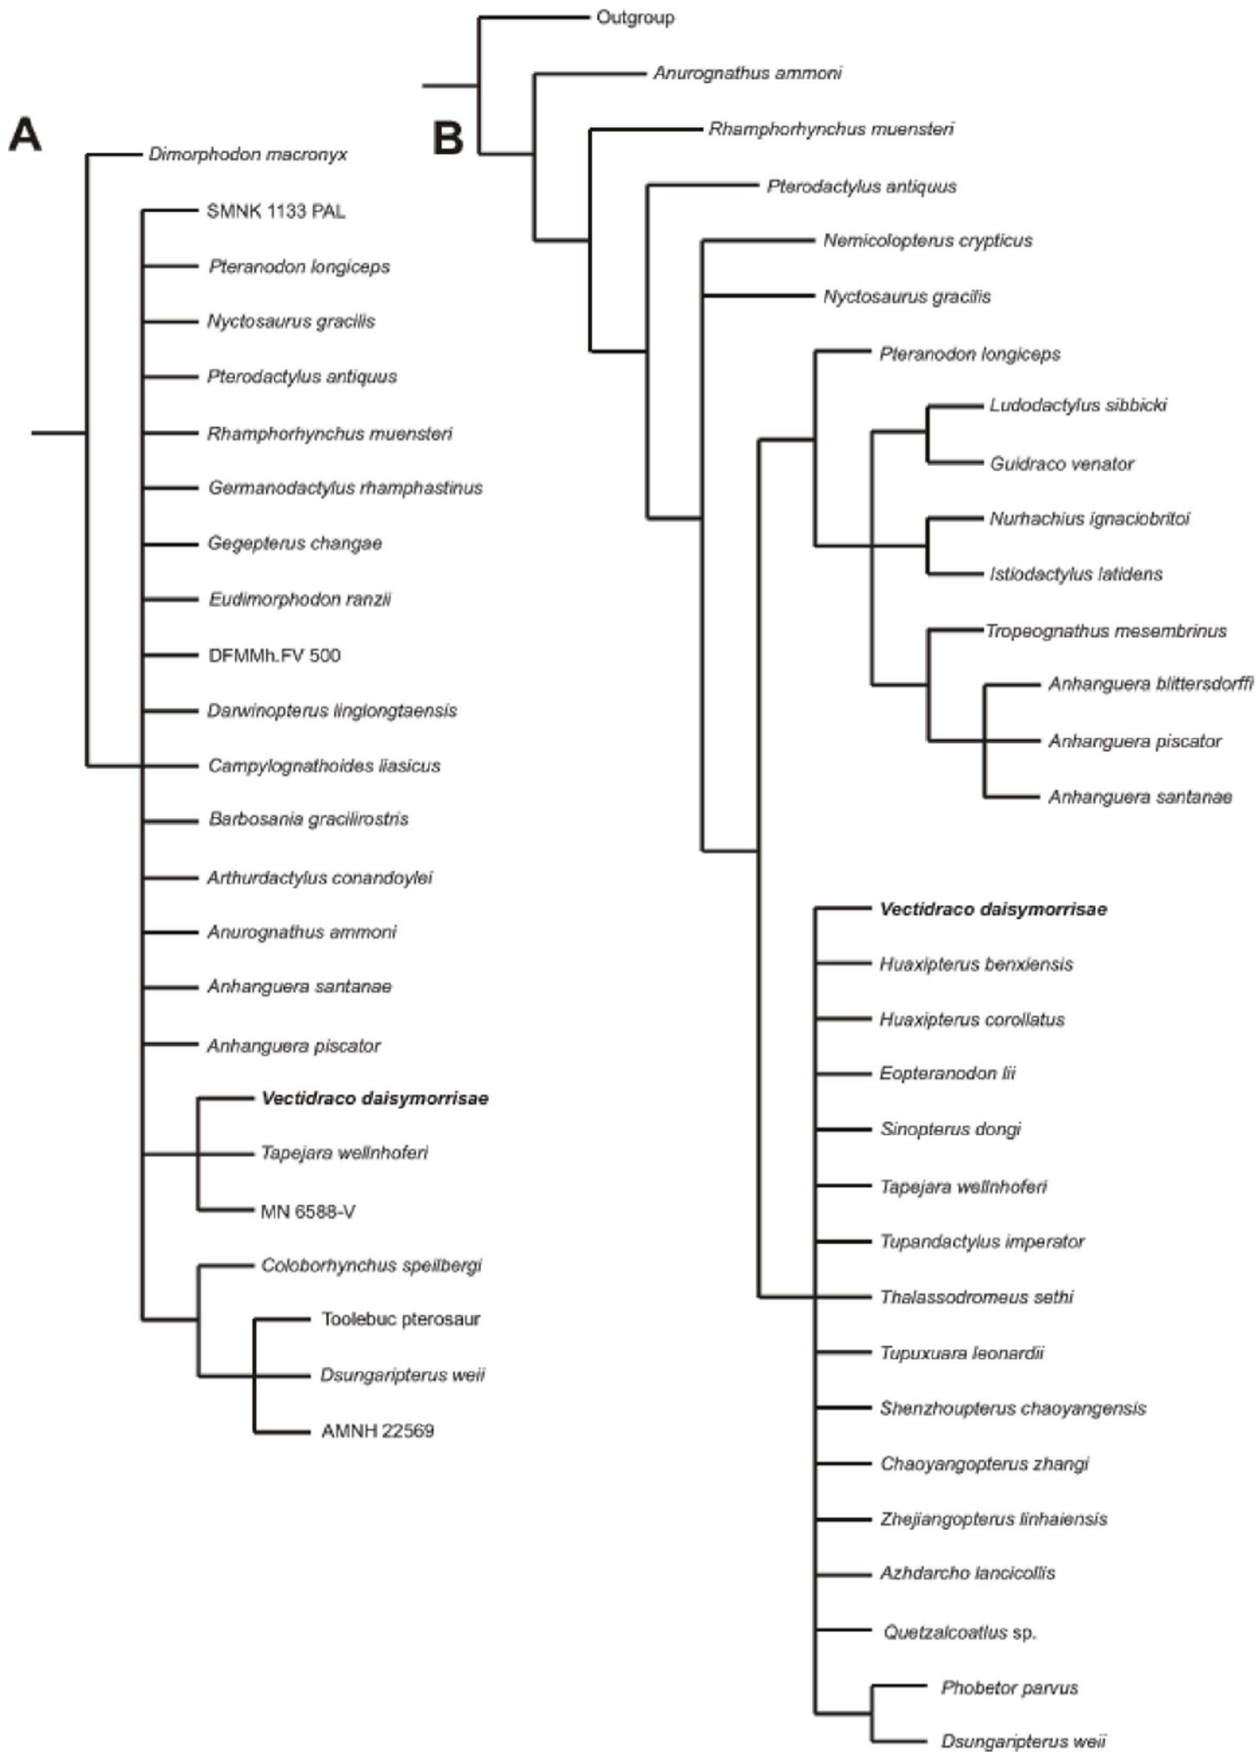 A
Dimorphodon macronyx
SMNK 1133 PAL
Pteranodon longiceps
Nyctosaurus gracilis
Pterodactylus antiquus
Rhamphorhynchus muensteri
Germanodactylus rhamphastinus
Gegepterus changae
Eudimorphodon ranzii
DFMMh.FV 500
Darwinopterus linglongtaensis
Campylognathoides liasicus
Barbosania gracilirostris
Arthurdactylus conandoylei
Anurognathus ammoni
Anhanguera santanae
Anhanguera piscator
Vectidraco daisymorrisae
Tapejara wellnhoferi
MN 6588-V
Coloborhynchus speilbergi
Toolebuc pterosaur
Dsungaripterus weii
AMNH 22569
B
Outgroup
Anurognathus ammoni
Rhamphorhynchus muensteri
Pterodactylus antiquus
Nemicolopterus crypticus
Nyctosaurus gracilis
Pteranodon longiceps
Ludodactylus sibbicki
Guidraco venator
Nurhachius ignaciobritoi
Istiodactylus latidens
Tropeognathus mesembrinus
Anhanguera blittersdorffi
Anhanguera piscator
Anhanguera santanae
Vectidraco daisymorrisae
Huaxipterus benxiensis
Huaxipterus corollatus
Eopteranodon lii
Sinopterus dongi
Tapejara wellnhoferi
Tupandactylus imperator
Thalassodromeus sethi
Tupuxuara leonardii
Shenzhoupterus chaoyangensis
Chaoyangopterus zhangi
Zhejiangopterus linhaiensis
Azhdarcho lancicollis
Quetzalcoatlus sp.
Phobetor parvus
Dsungaripterus weii